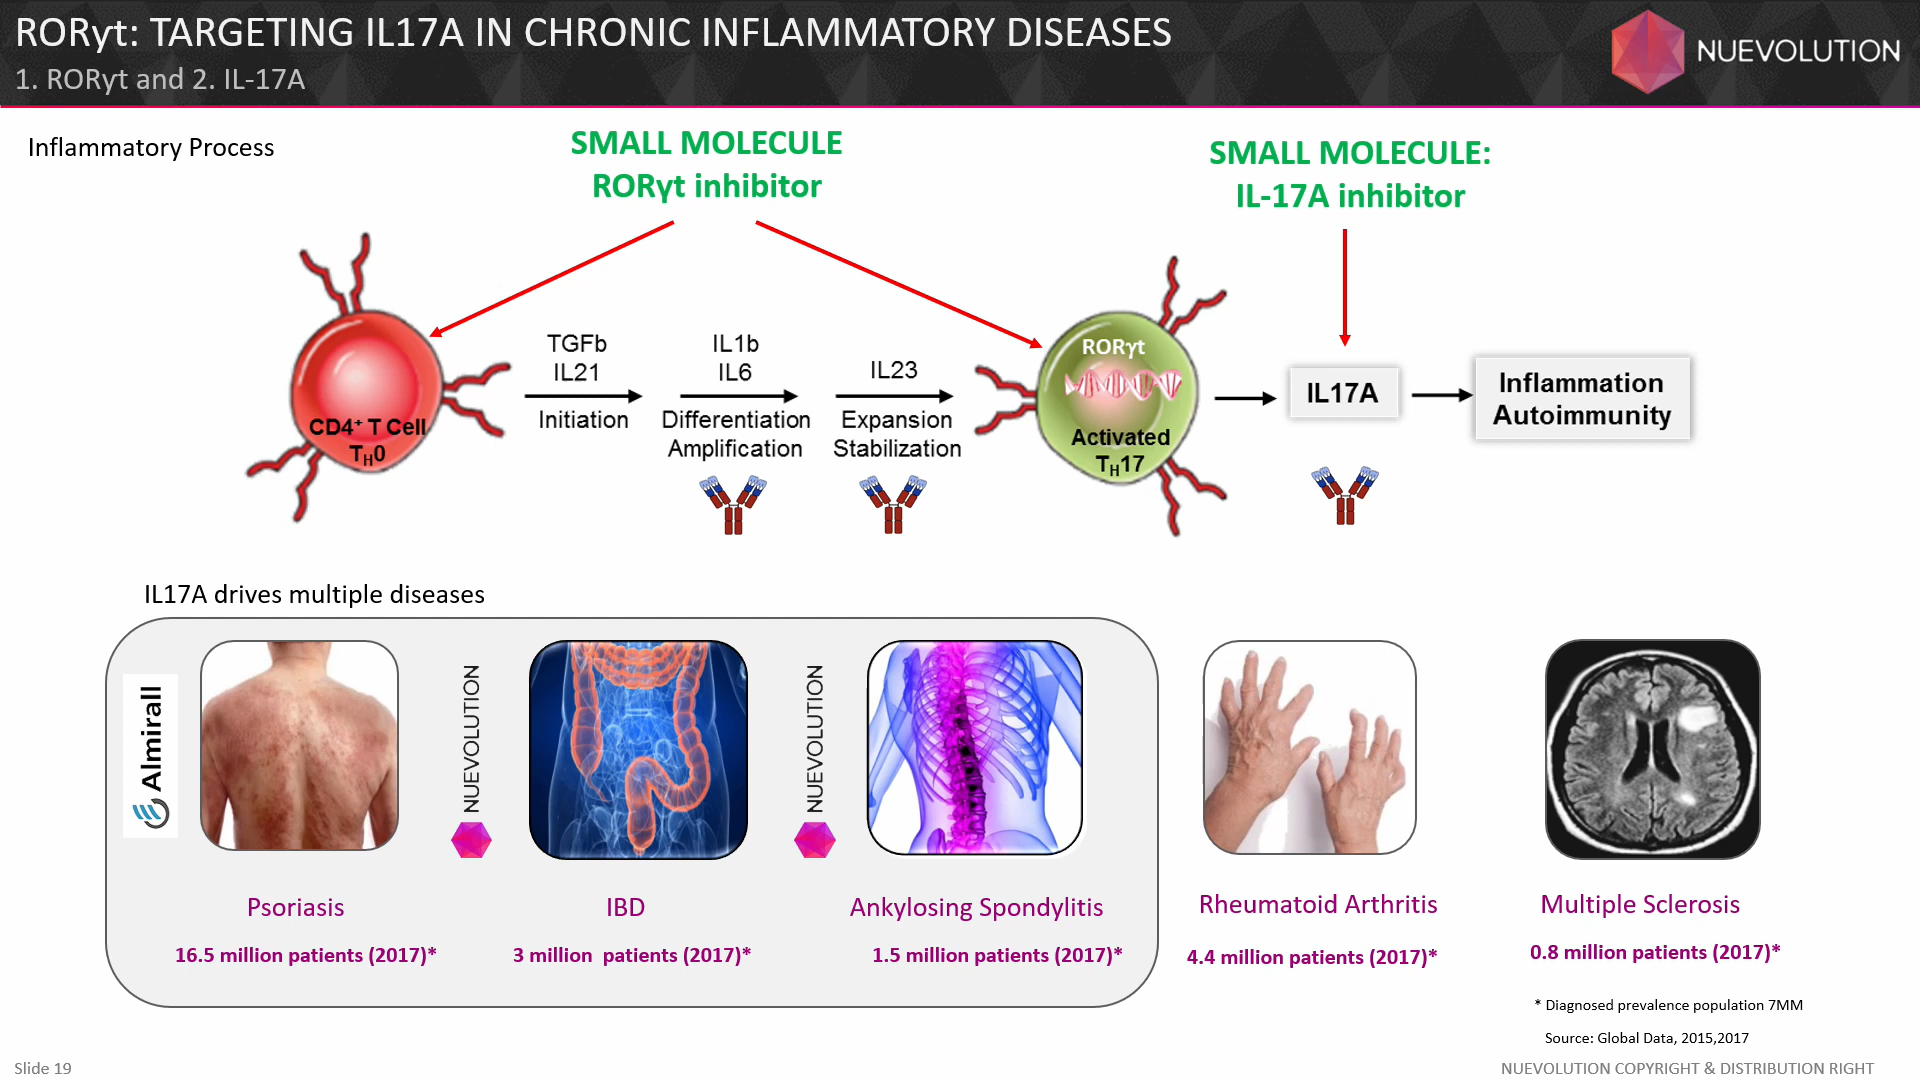 RORγt: TARGETING IL17A IN CHRONIC INFLAMMATORY DISEASES
1. RORγt and 2. IL-17A
NUEVOLUTION
Inflammatory Process
SMALL MOLECULE
RORγt inhibitor
SMALL MOLECULE:
IL-17A inhibitor
CD4⁺ T Cell
TH0
TGFb
IL21
Initiation
IL1b
IL6
Differentiation
Amplification
IL23
Expansion
Stabilization
RORγt
Activated
TH17
IL17A
Inflammation
Autoimmunity
IL17A drives multiple diseases
Almirall
NUEVOLUTION
NUEVOLUTION
Psoriasis
16.5 million patients (2017)*
IBD
3 million patients (2017)*
Ankylosing Spondylitis
1.5 million patients (2017)*
Rheumatoid Arthritis
4.4 million patients (2017)*
Multiple Sclerosis
0.8 million patients (2017)*
* Diagnosed prevalence population 7MM
Source: Global Data, 2015,2017
Slide 19
NUEVOLUTION COPYRIGHT & DISTRIBUTION RIGHT